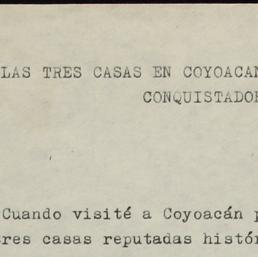 LAS TRES CASAS EN COYOACAN
CONQUISTADOR
Cuando visité a Coyoacán p
tres casas reputadas histór